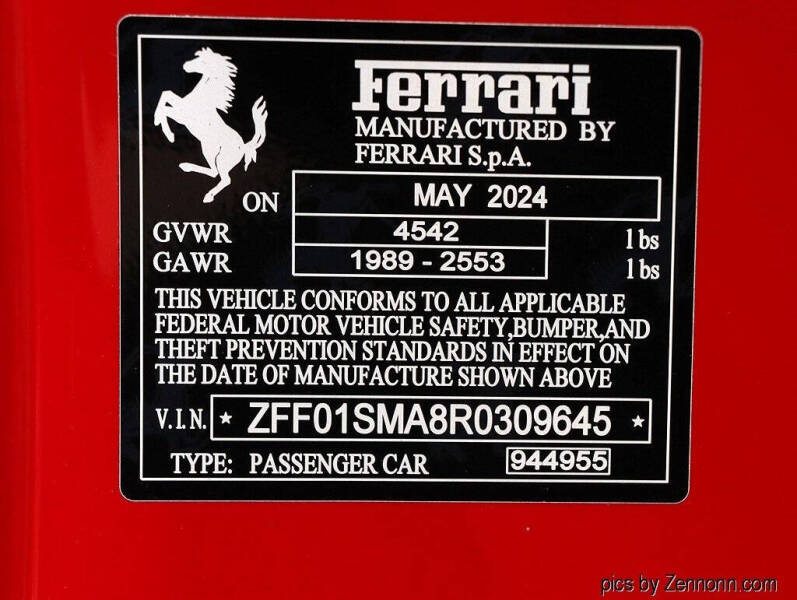 Ferrari
MANUFACTURED BY
FERRARI S.p.A.
ON MAY 2024
GVWR 4542 lbs
GAWR 1989 - 2553 lbs
THIS VEHICLE CONFORMS TO ALL APPLICABLE
FEDERAL MOTOR VEHICLE SAFETY,BUMPER,AND
THEFT PREVENTION STANDARDS IN EFFECT ON
THE DATE OF MANUFACTURE SHOWN ABOVE
V.I.N. ★ ZFF01SMA8R0309645 ★
TYPE: PASSENGER CAR 944955
pics by Zennonn.com